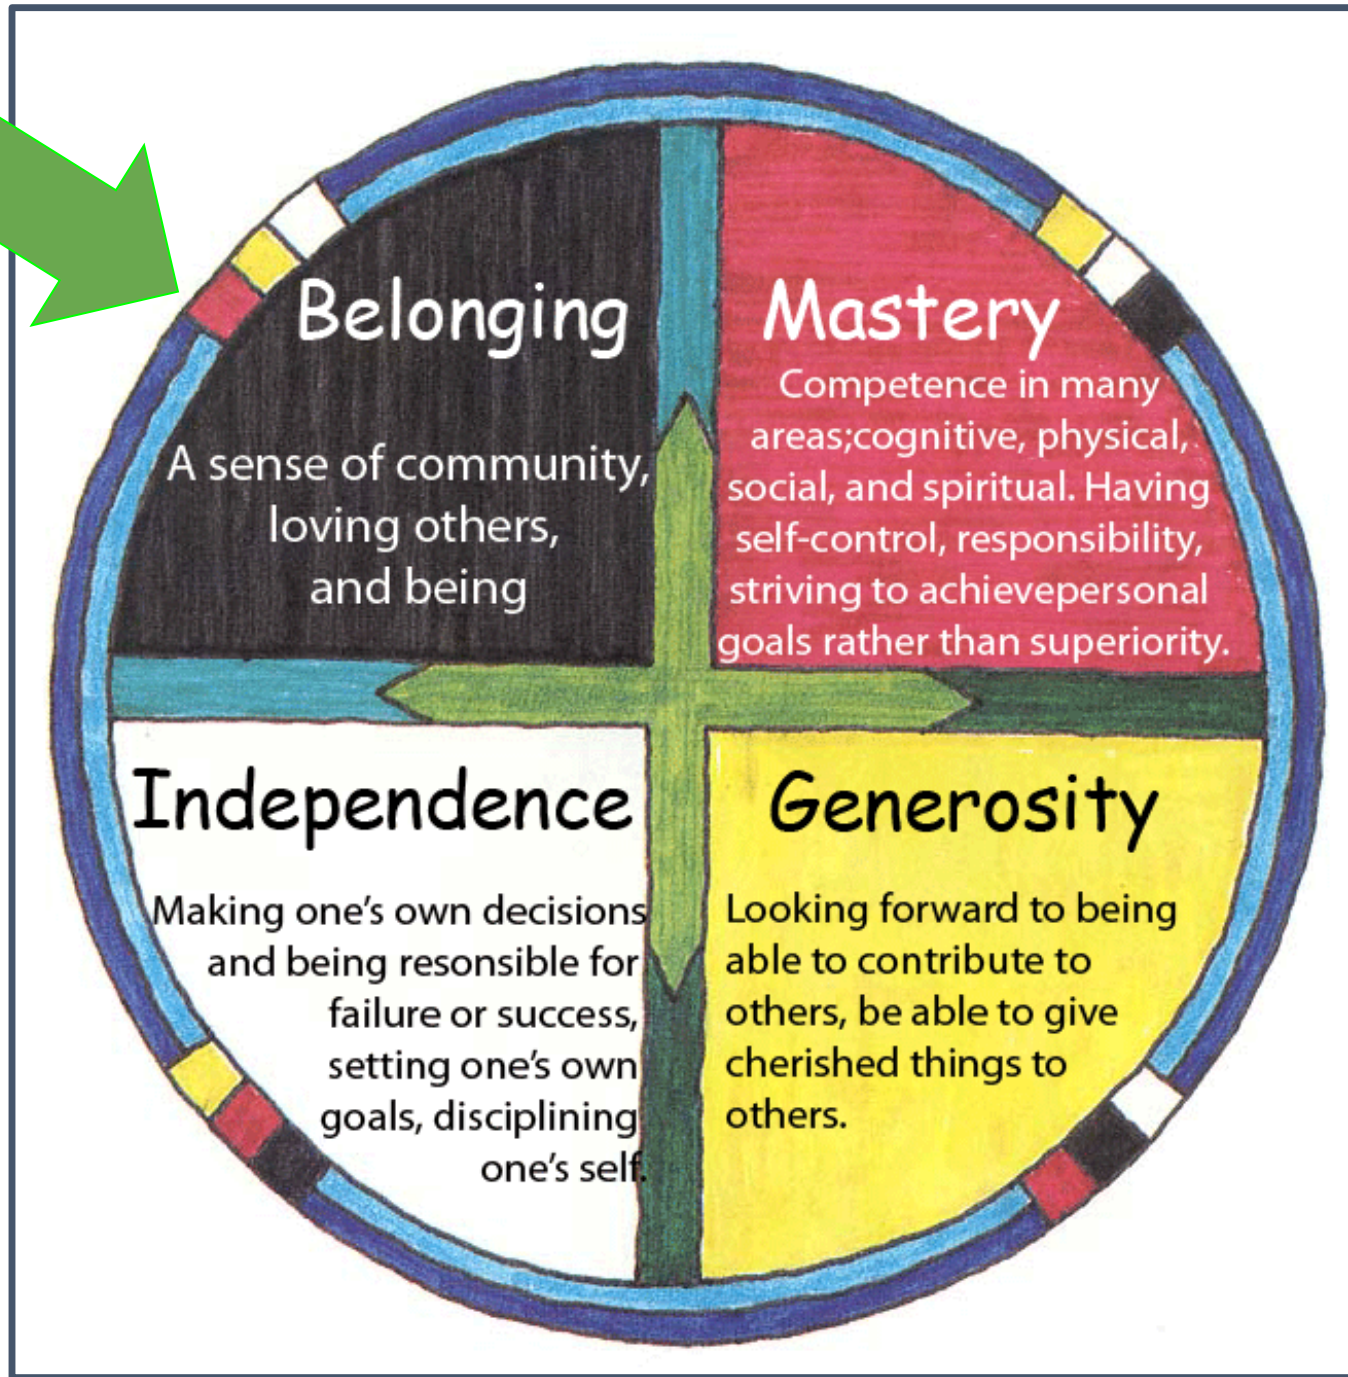 Belonging
A sense of community,
loving others,
and being
Mastery
Competence in many
areas;cognitive, physical,
social, and spiritual. Having
self-control, responsibility,
striving to achievepersonal
goals rather than superiority.
Independence
Making one's own decisions
and being resonsible for
failure or success,
setting one's own
goals, disciplining
one's self.
Generosity
Looking forward to being
able to contribute to
others, be able to give
cherished things to
others.